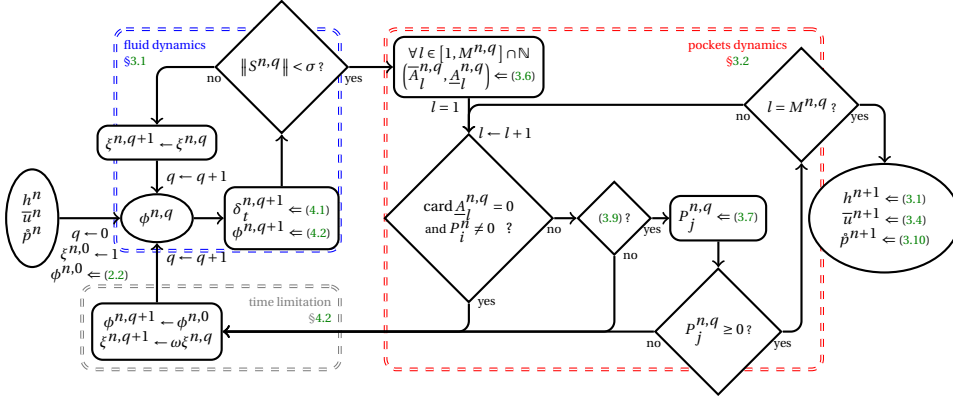 fluid dynamics
§3.1
‖S^{n,q}‖ < σ ?
no
yes
ξ^{n,q+1} ← ξ^{n,q}
q ← q+1
h^n
u̅^n
p̊^n
q ← 0
ξ^{n,0} ← 1
ϕ^{n,0} ⇐ (2.2)
ϕ^{n,q}
δ_t^{n,q+1} ⇐ (4.1)
ϕ^{n,q+1} ⇐ (4.2)
q ← q+1
time limitation
§4.2
ϕ^{n,q+1} ← ϕ^{n,0}
ξ^{n,q+1} ← ωξ^{n,q}
pockets dynamics
§3.2
∀ l ∈ [1, M^{n,q}] ∩ ℕ
(A̅_l^{n,q}, A̲_l^{n,q}) ⇐ (3.6)
l = 1
l ← l+1
card A̲_l^{n,q} = 0
and P_i^n ≠ 0 ?
no
yes
(3.9) ?
yes
no
P_j^{n,q} ⇐ (3.7)
P_j^{n,q} ≥ 0 ?
no
yes
l = M^{n,q} ?
no
yes
h^{n+1} ⇐ (3.1)
u̅^{n+1} ⇐ (3.4)
p̊^{n+1} ⇐ (3.10)